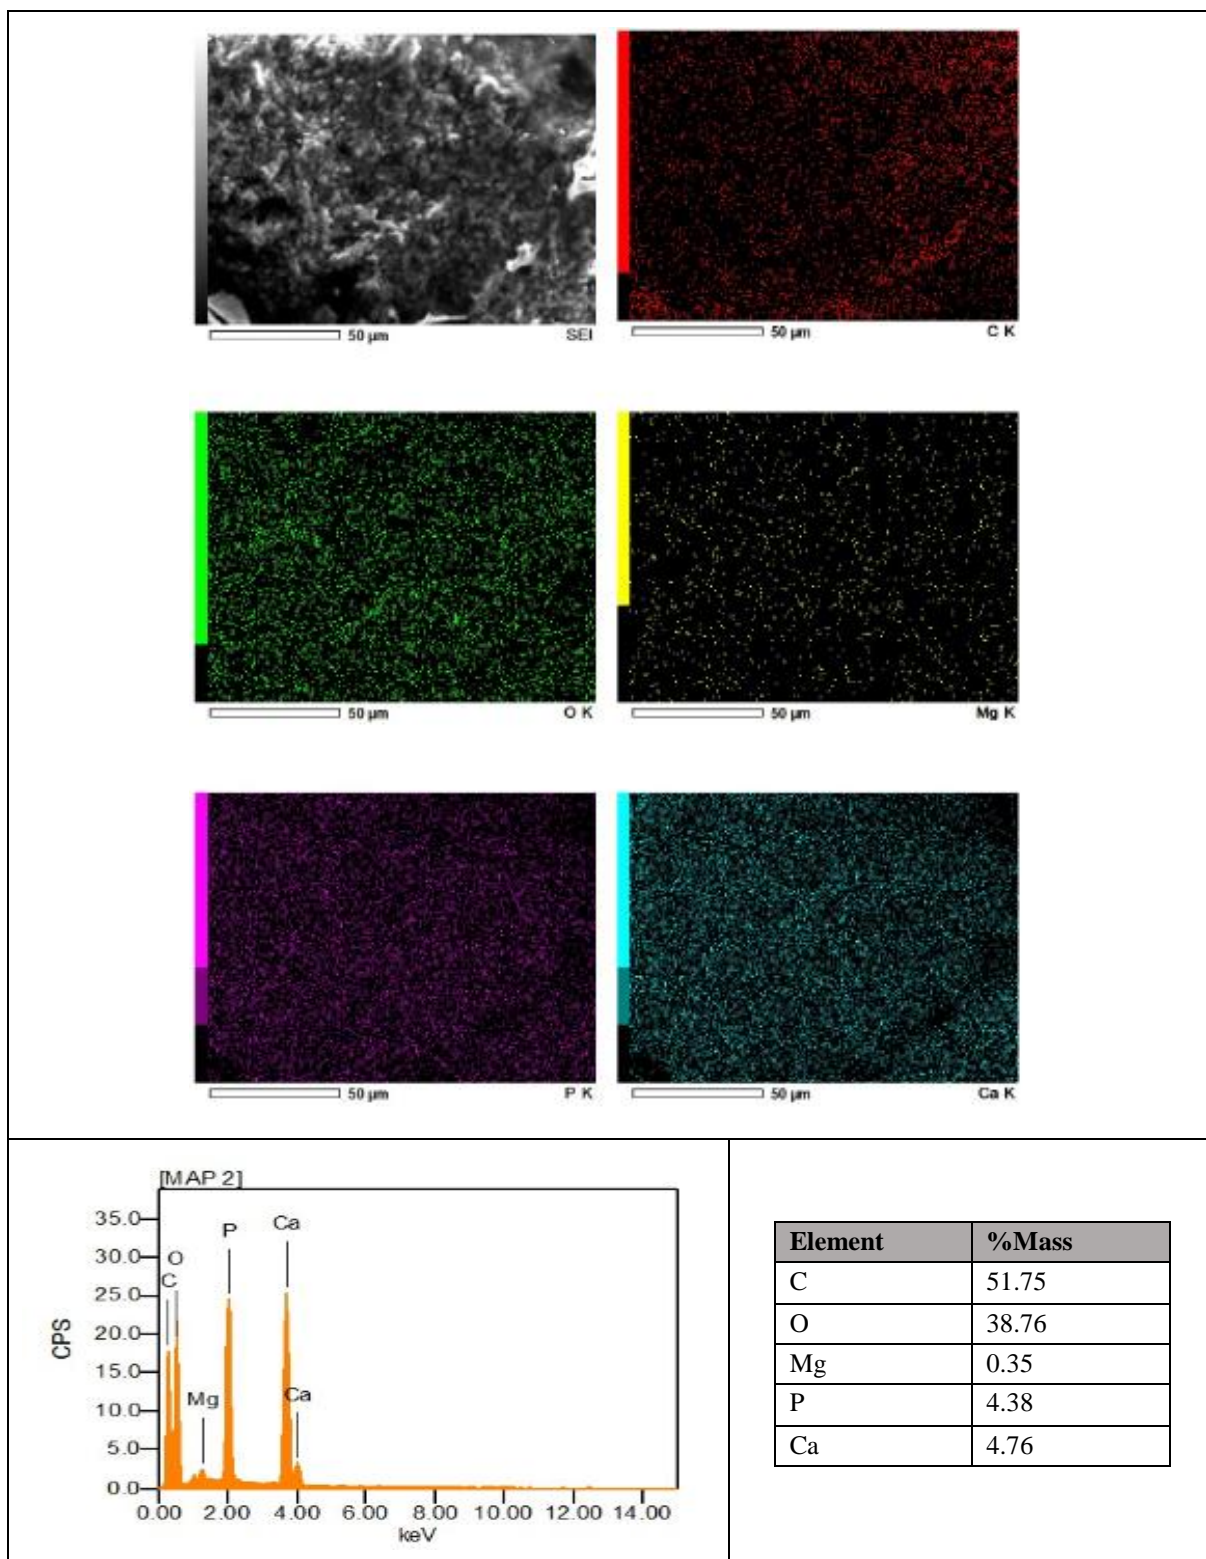 50 µm SEI
50 µm C K
50 µm O K
50 µm Mg K
50 µm P K
50 µm Ca K
[MAP 2]
CPS
35.0
30.0
25.0
20.0
15.0
10.0
5.0
0.0
C
O
Mg
P
Ca
Ca
0.00 2.00 4.00 6.00 8.00 10.00 12.00 14.00
keV
Element %Mass
C 51.75
O 38.76
Mg 0.35
P 4.38
Ca 4.76